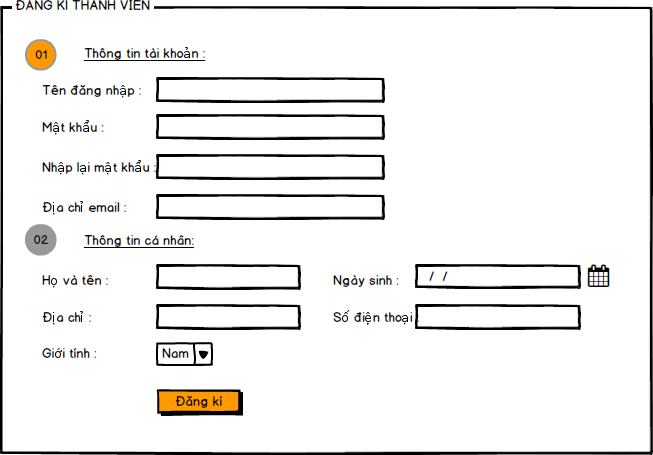 ĐĂNG KÍ THÀNH VIÊN
01 Thông tin tài khoản :
Tên đăng nhập :
Mật khẩu :
Nhập lại mật khẩu :
Địa chỉ email :
02 Thông tin cá nhân:
Họ và tên : Ngày sinh : / /
Địa chỉ : Số điện thoại
Giới tính : Nam
Đăng kí